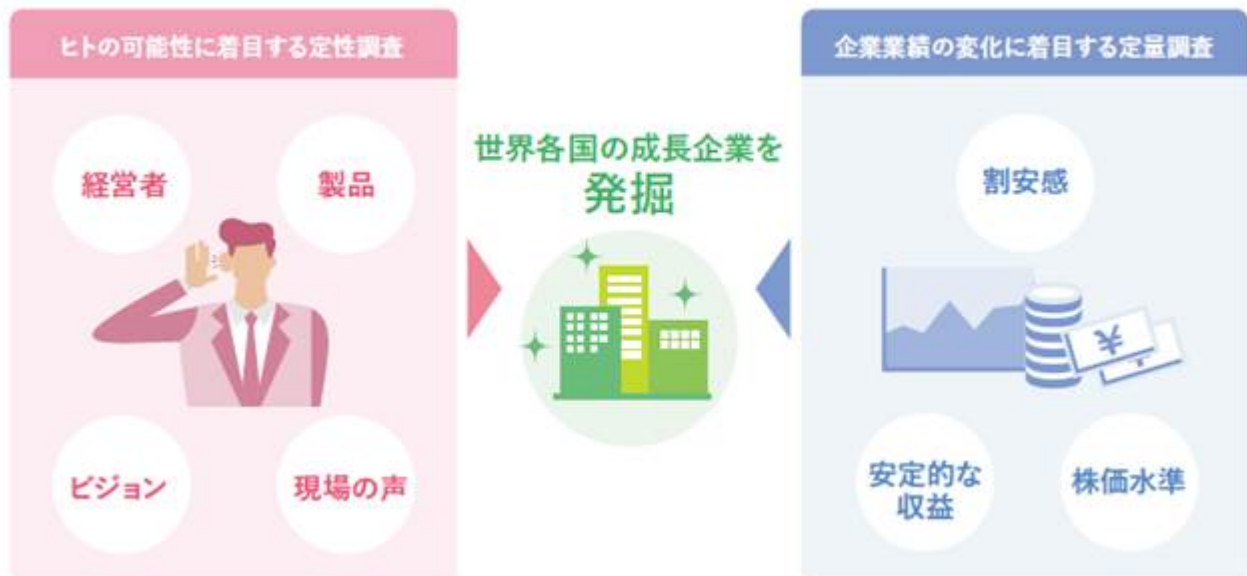 ヒトの可能性に着目する定性調査
経営者
製品
ビジョン
現場の声
世界各国の成長企業を
発掘
企業業績の変化に着目する定量調査
割安感
¥
安定的な
収益
株価水準